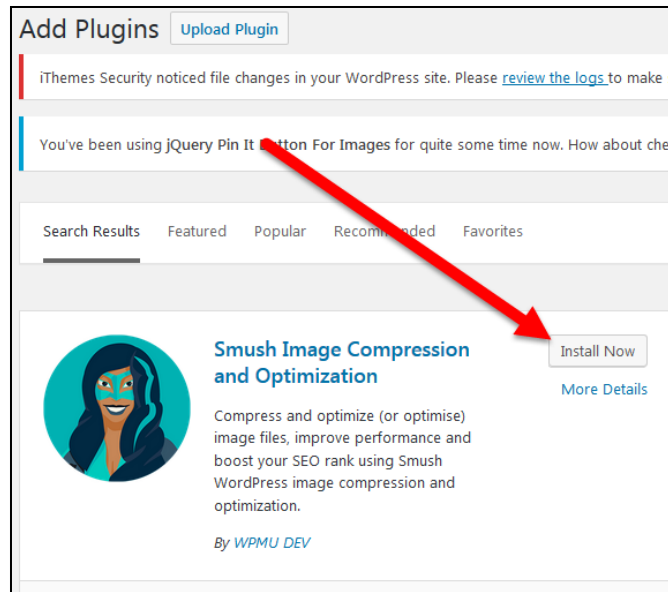 Add Plugins Upload Plugin
iThemes Security noticed file changes in your WordPress site. Please review the logs to make
You've been using jQuery Pin It Button For Images for quite some time now. How about che
Search Results Featured Popular Recommended Favorites
Smush Image Compression
and Optimization
Install Now
More Details
Compress and optimize (or optimise)
image files, improve performance and
boost your SEO rank using Smush
WordPress image compression and
optimization.
By WPMU DEV